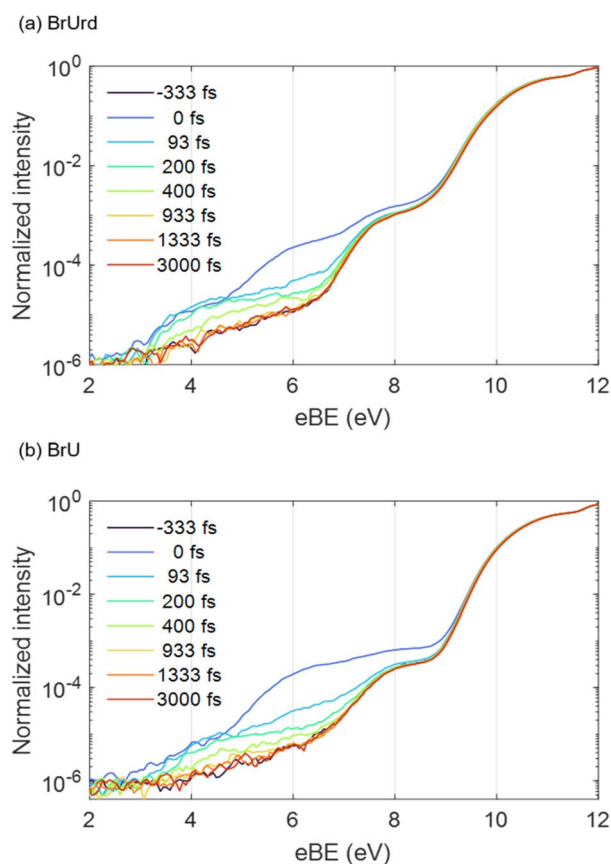 (a) BrUrd
Normalized intensity
10^0
10^-2
10^-4
10^-6
-333 fs
0 fs
93 fs
200 fs
400 fs
933 fs
1333 fs
3000 fs
2 4 6 8 10 12
eBE (eV)
(b) BrU
Normalized intensity
10^0
10^-2
10^-4
10^-6
-333 fs
0 fs
93 fs
200 fs
400 fs
933 fs
1333 fs
3000 fs
2 4 6 8 10 12
eBE (eV)